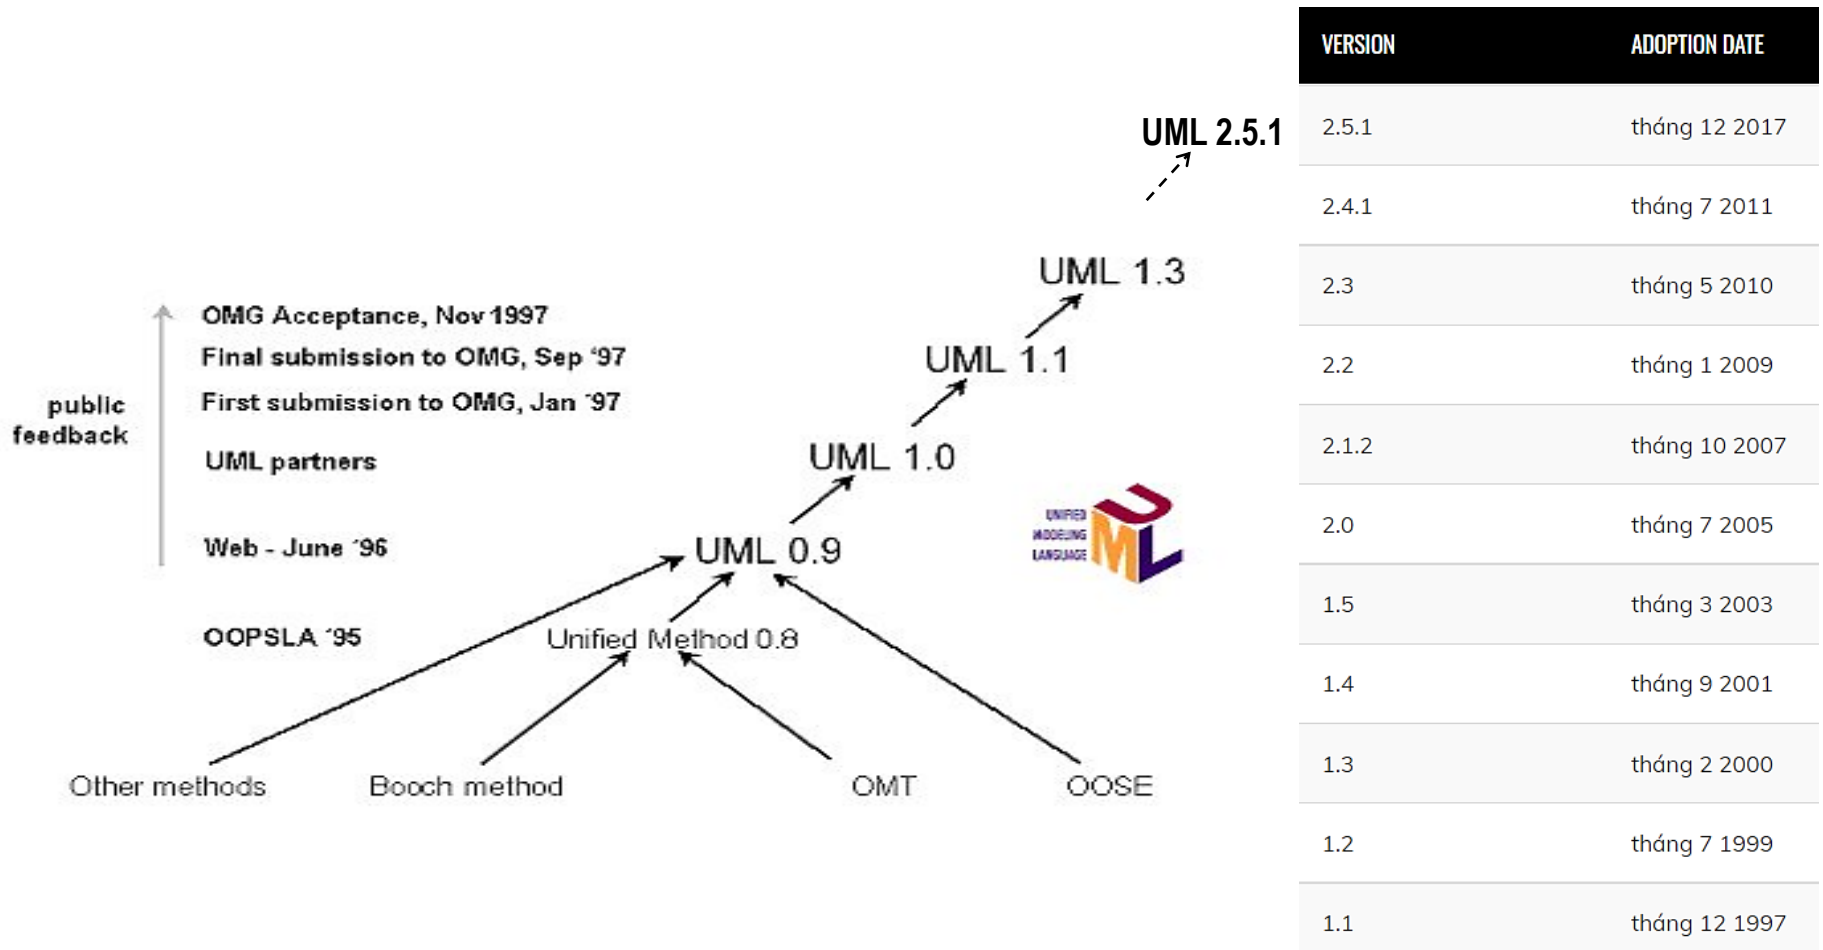 UML 2.5.1
UML 1.3
OMG Acceptance, Nov 1997
Final submission to OMG, Sep ‘97
UML 1.1
First submission to OMG, Jan ´97
public
feedback
UML partners
UML 1.0
UNIFIED
MODELING
LANGUAGE
UML
Web - June ´96
UML 0.9
OOPSLA ´95
Unified Method 0.8
Other methods
Booch method
OMT
OOSE
VERSION ADOPTION DATE
2.5.1 tháng 12 2017
2.4.1 tháng 7 2011
2.3 tháng 5 2010
2.2 tháng 1 2009
2.1.2 tháng 10 2007
2.0 tháng 7 2005
1.5 tháng 3 2003
1.4 tháng 9 2001
1.3 tháng 2 2000
1.2 tháng 7 1999
1.1 tháng 12 1997